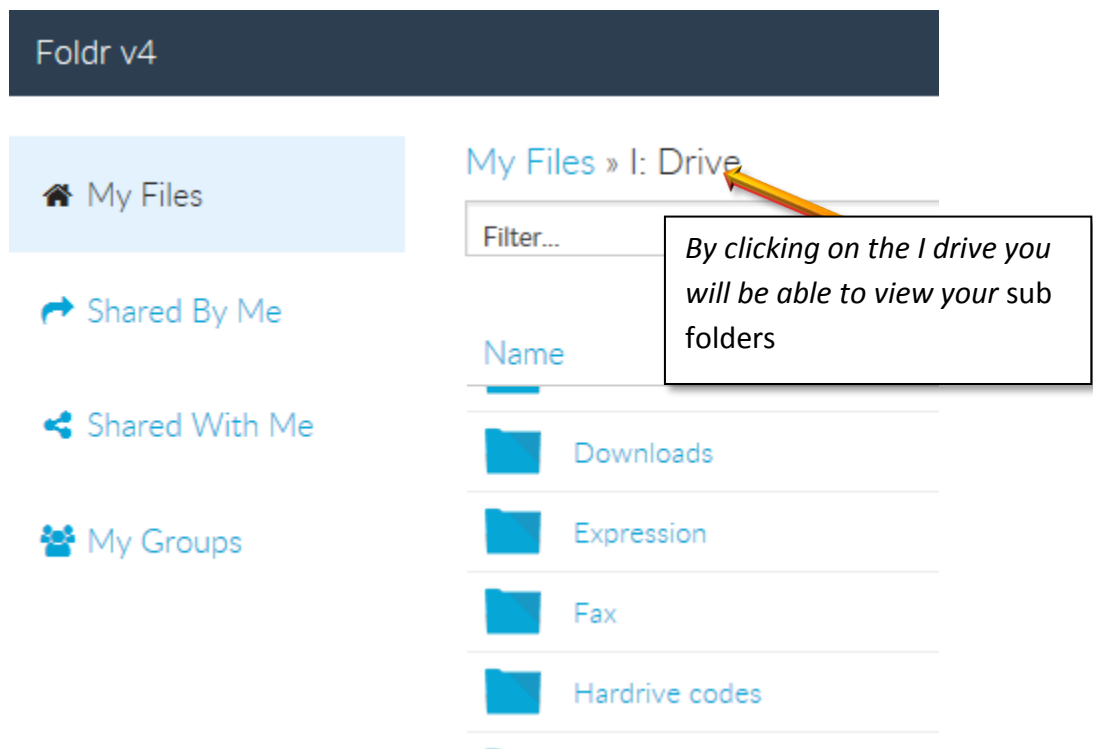 Foldr v4
My Files
Shared By Me
Shared With Me
My Groups
My Files » I: Drive
Filter...
By clicking on the I drive you
will be able to view your sub
folders
Name
Downloads
Expression
Fax
Hardrive codes